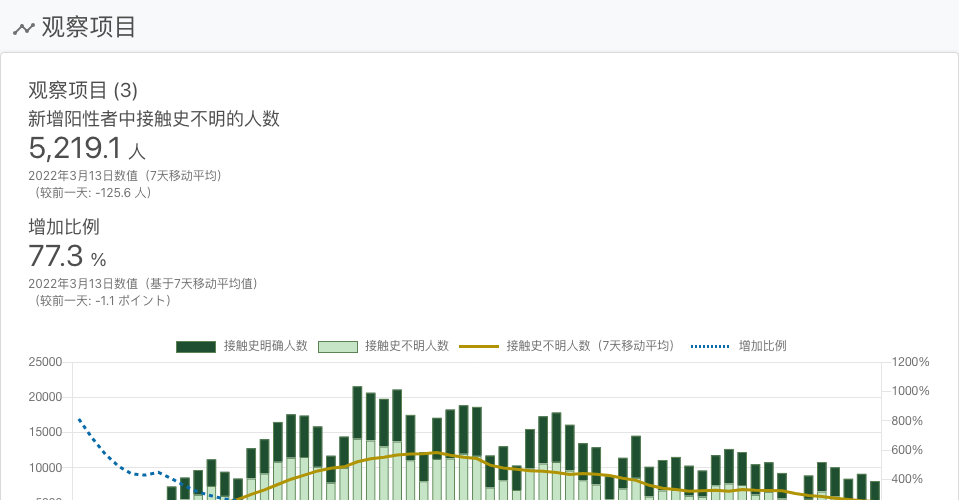 观察项目
观察项目 (3)
新增阳性者中接触史不明的人数
5,219.1 人
2022年3月13日数值（7天移动平均）
（较前一天: -125.6 人）
增加比例
77.3 %
2022年3月13日数值（基于7天移动平均值）
（较前一天: -1.1 ポイント）
接触史明确人数 接触史不明人数 接触史不明人数（7天移动平均） 增加比例
25000 1200%
20000 1000%
15000 800%
10000 600%
400%